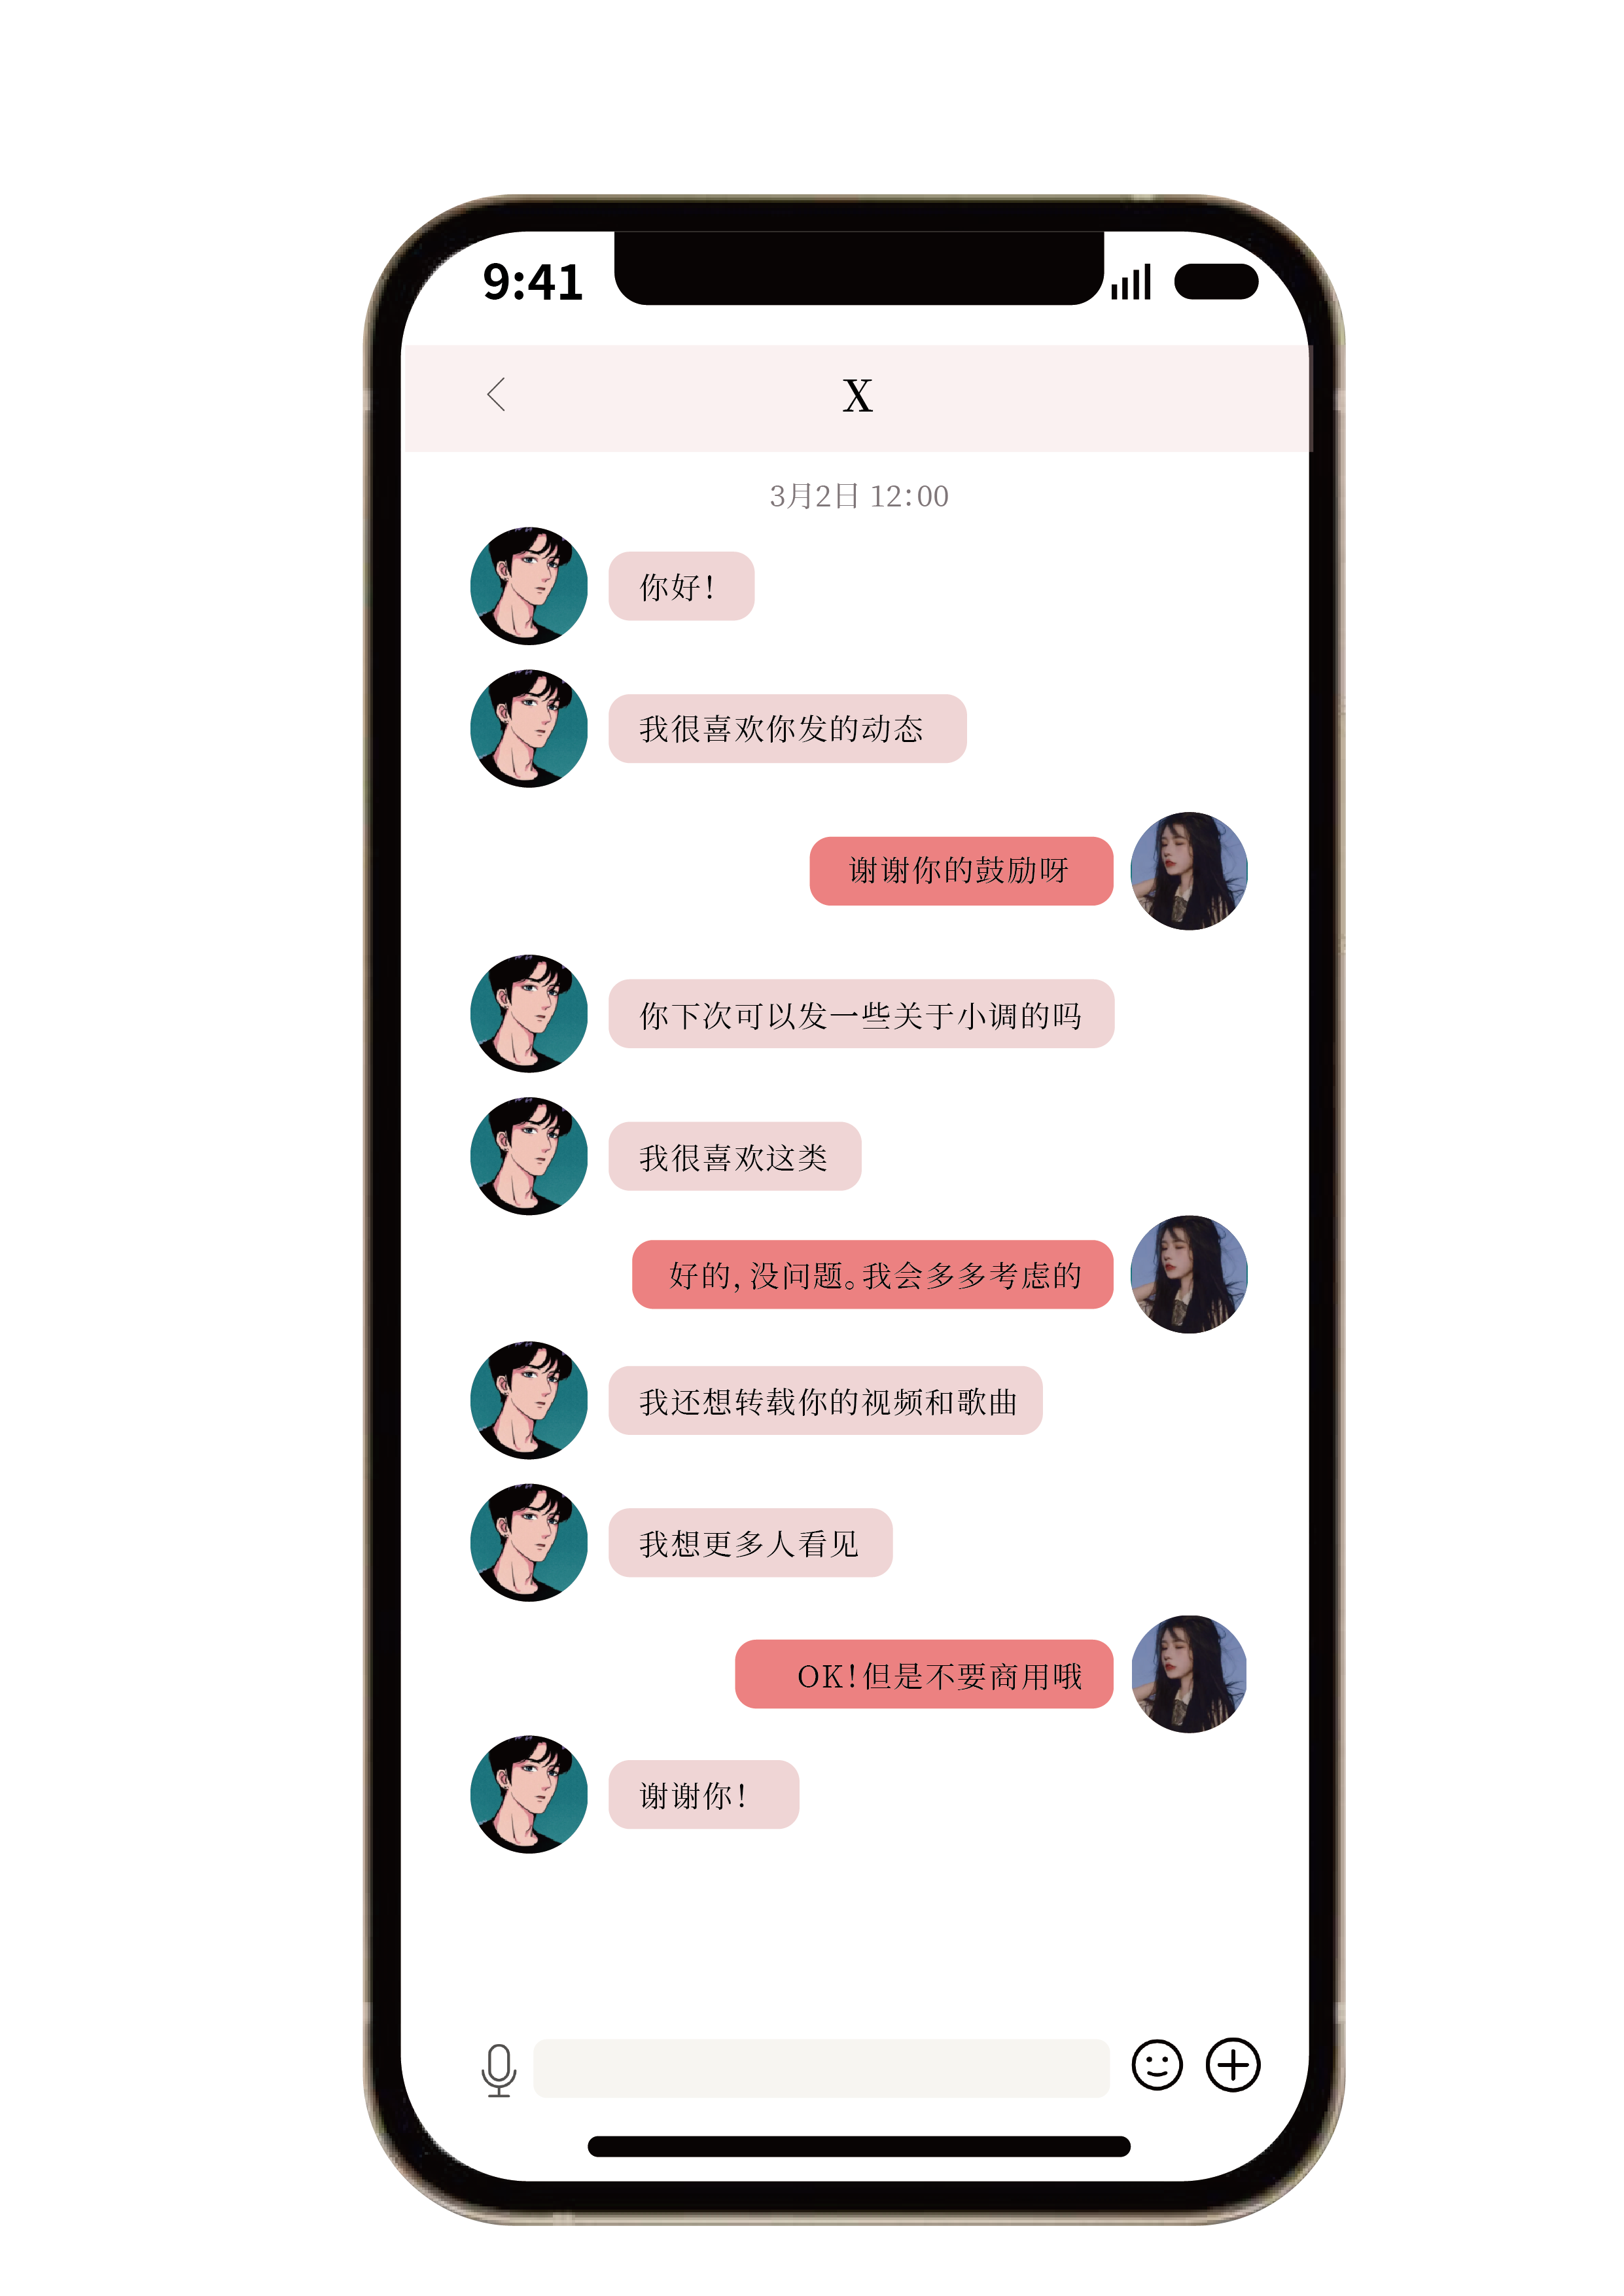 9:41
X
3月2日 12:00
你好!
我很喜欢你发的动态
谢谢你的鼓励呀
你下次可以发一些关于小调的吗
我很喜欢这类
好的,没问题。我会多多考虑的
我还想转载你的视频和歌曲
我想更多人看见
OK!但是不要商用哦
谢谢你!